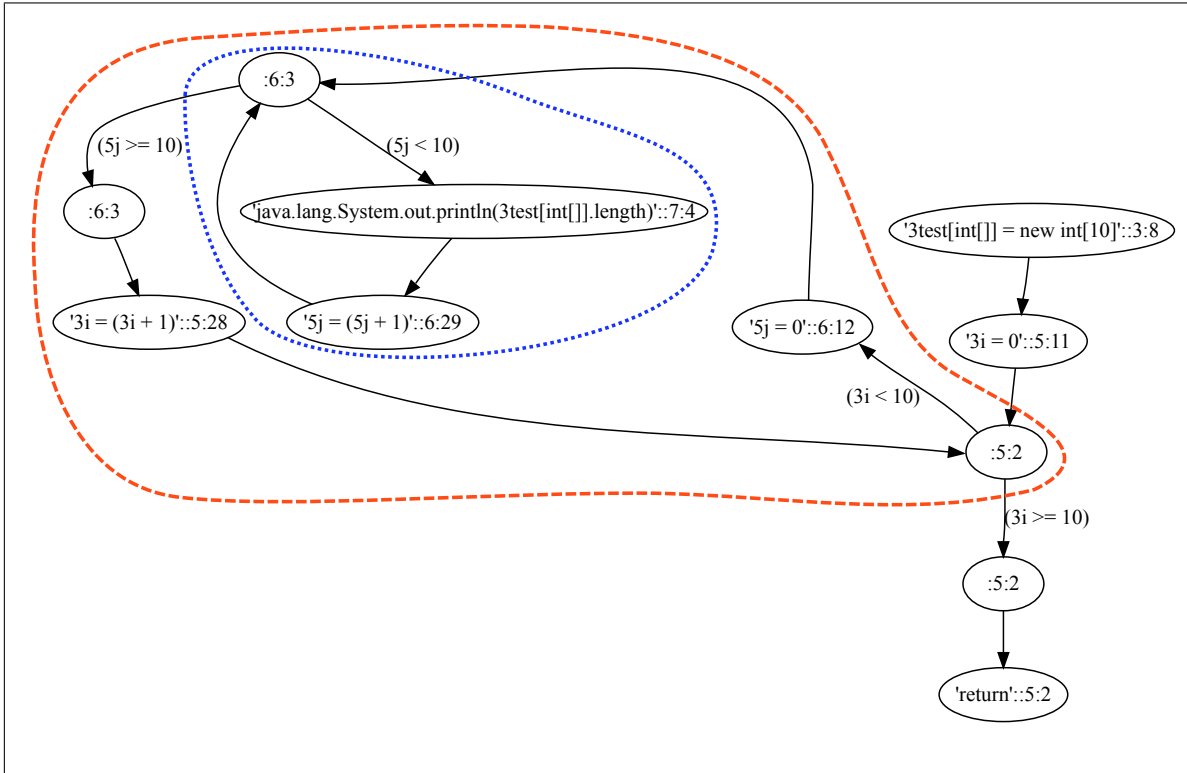 :6:3
(5j >= 10)
(5j < 10)
:6:3
'java.lang.System.out.println(3test[int[]].length)'::7:4
'3test[int[]] = new int[10]'::3:8
'3i = (3i + 1)'::5:28
'5j = (5j + 1)'::6:29
'5j = 0'::6:12
'3i = 0'::5:11
(3i < 10)
:5:2
(3i >= 10)
:5:2
'return'::5:2